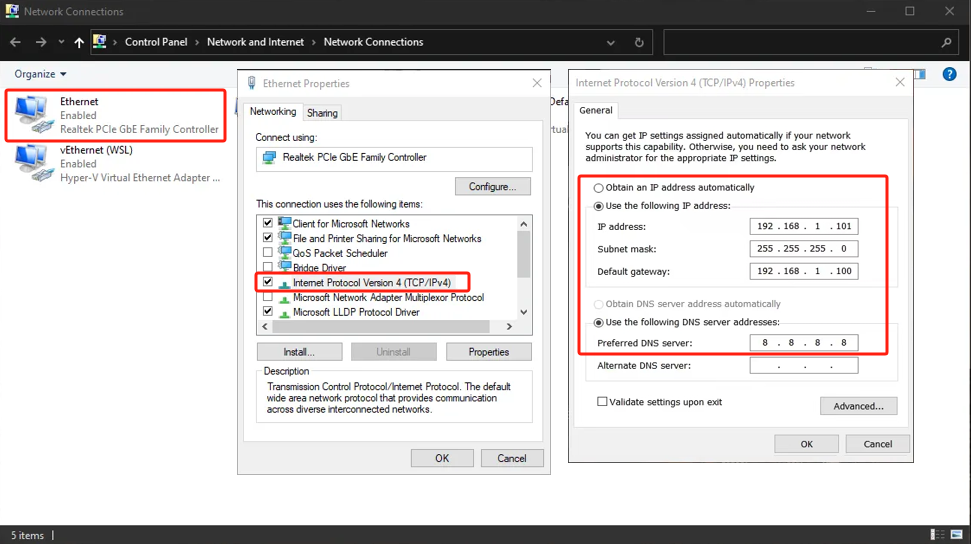 Network Connections
Control Panel > Network and Internet > Network Connections
Organize
Ethernet
Enabled
Realtek PCIe GbE Family Controller
vEthernet (WSL)
Enabled
Hyper-V Virtual Ethernet Adapter ...
Ethernet Properties
Networking
Sharing
Connect using:
Realtek PCIe GbE Family Controller
Configure...
This connection uses the following items:
Client for Microsoft Networks
File and Printer Sharing for Microsoft Networks
QoS Packet Scheduler
Bridge Driver
Internet Protocol Version 4 (TCP/IPv4)
Microsoft Network Adapter Multiplexor Protocol
Microsoft LLDP Protocol Driver
Install...
Uninstall
Properties
Description
Transmission Control Protocol/Internet Protocol. The default
wide area network protocol that provides communication
across diverse interconnected networks.
OK
Cancel
Internet Protocol Version 4 (TCP/IPv4) Properties
General
You can get IP settings assigned automatically if your network
supports this capability. Otherwise, you need to ask your network
administrator for the appropriate IP settings.
Obtain an IP address automatically
Use the following IP address:
IP address: 192 . 168 . 1 . 101
Subnet mask: 255 . 255 . 255 . 0
Default gateway: 192 . 168 . 1 . 100
Obtain DNS server address automatically
Use the following DNS server addresses:
Preferred DNS server: 8 . 8 . 8 . 8
Alternate DNS server: . . .
Validate settings upon exit
Advanced...
OK
Cancel
5 items